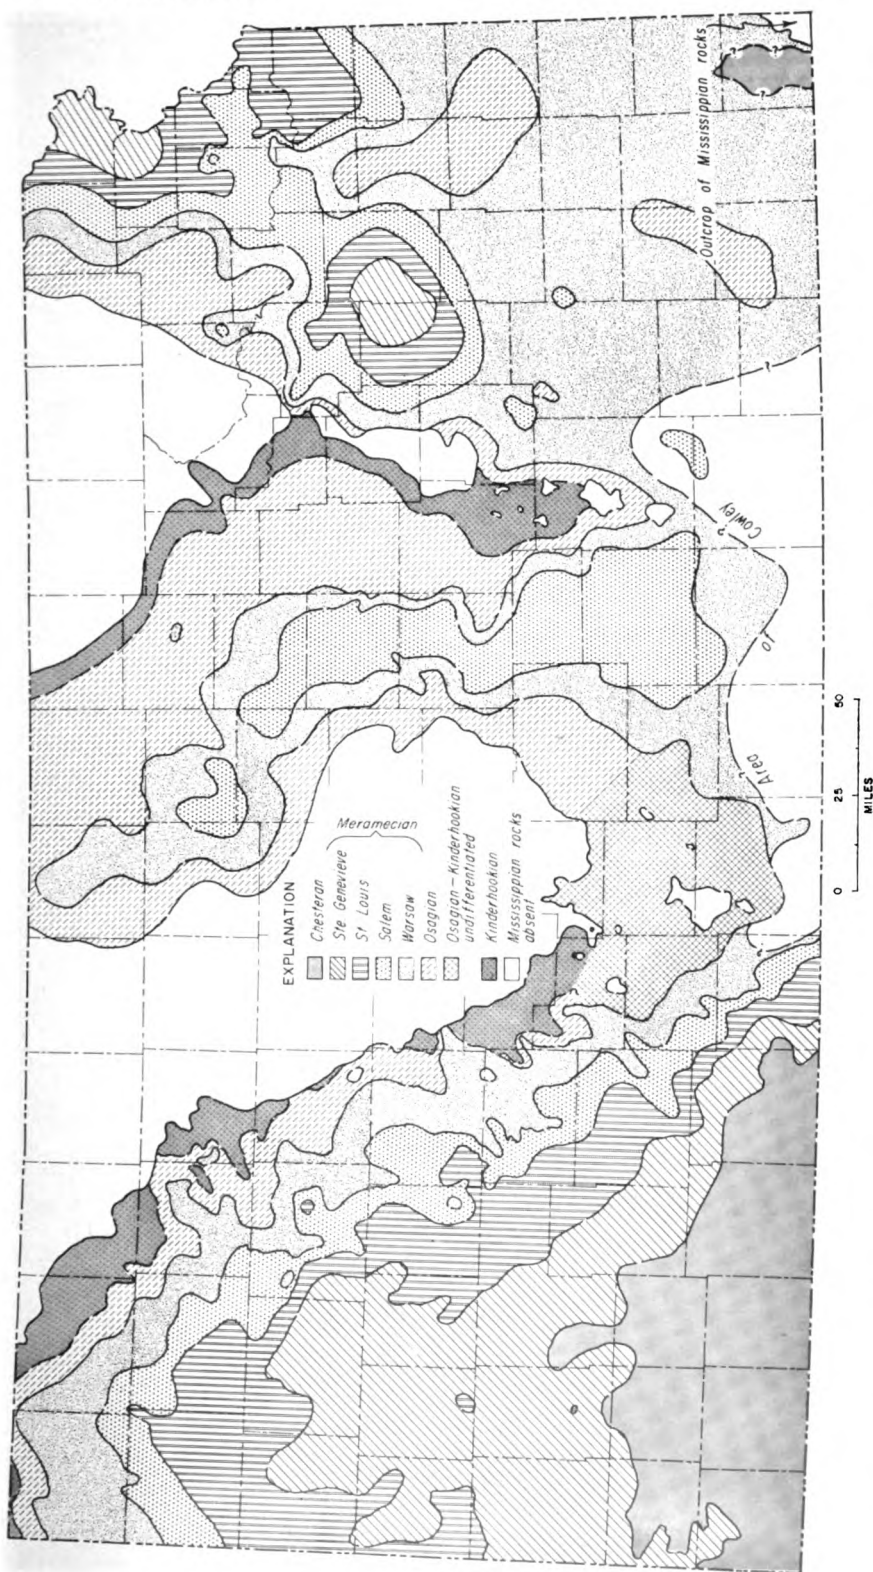 EXPLANATION
Chesteran
Ste. Genevieve
St Louis
Salem
Warsaw
Meramecian
Osagian
Osagian—Kinderhookian
undifferentiated
Kinderhookian
Mississippian rocks
absent
Outcrop of Mississippian rocks
?
?
?
?
?
Area
?
of
?
Cowley
?
0 25 50
MILES